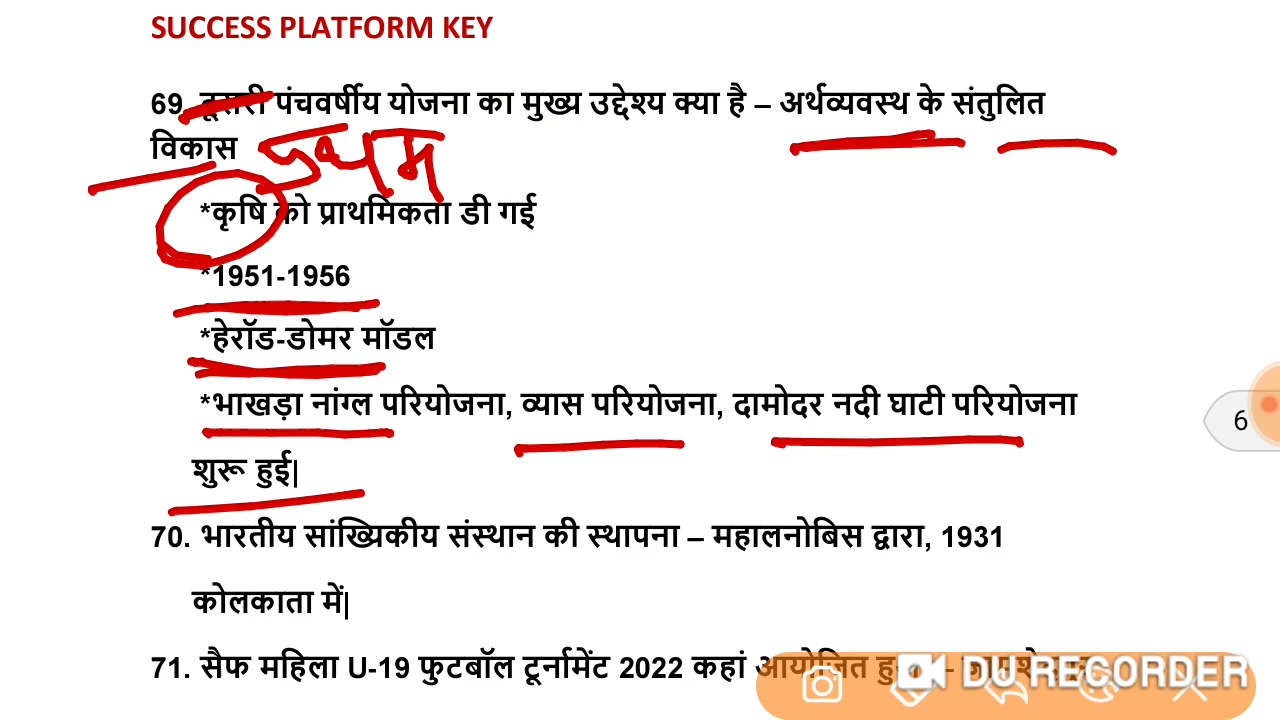 SUCCESS PLATFORM KEY
69. दूसरी पंचवर्षीय योजना का मुख्य उद्देश्य क्या है – अर्थव्यवस्थ के संतुलित
विकास प्रथम
*कृषि को प्राथमिकता डी गई
*1951-1956
*हेरॉड-डोमर मॉडल
*भाखड़ा नांग्ल परियोजना, व्यास परियोजना, दामोदर नदी घाटी परियोजना
शुरू हुई|
6
70. भारतीय सांख्यिकीय संस्थान की स्थापना – महालनोबिस द्वारा, 1931
कोलकाता में|
71. सैफ महिला U-19 फुटबॉल टूर्नामेंट 2022 कहां आयोजित
DU RECORDER